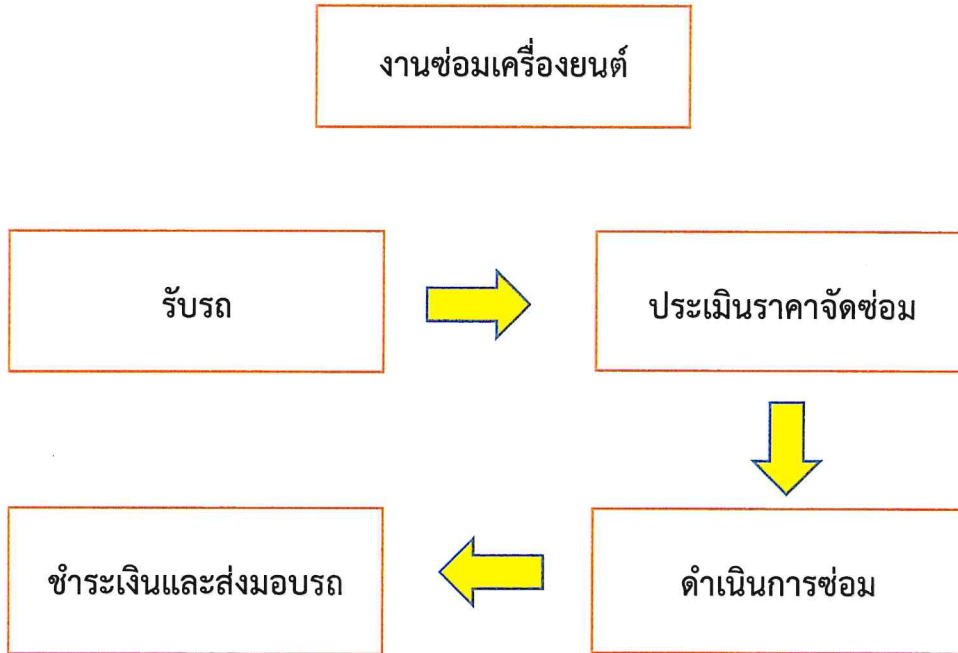 งานซ่อมเครื่องยนต์
รับรถ
ประเมินราคาจัดซ่อม
ดำเนินการซ่อม
ชำระเงินและส่งมอบรถ